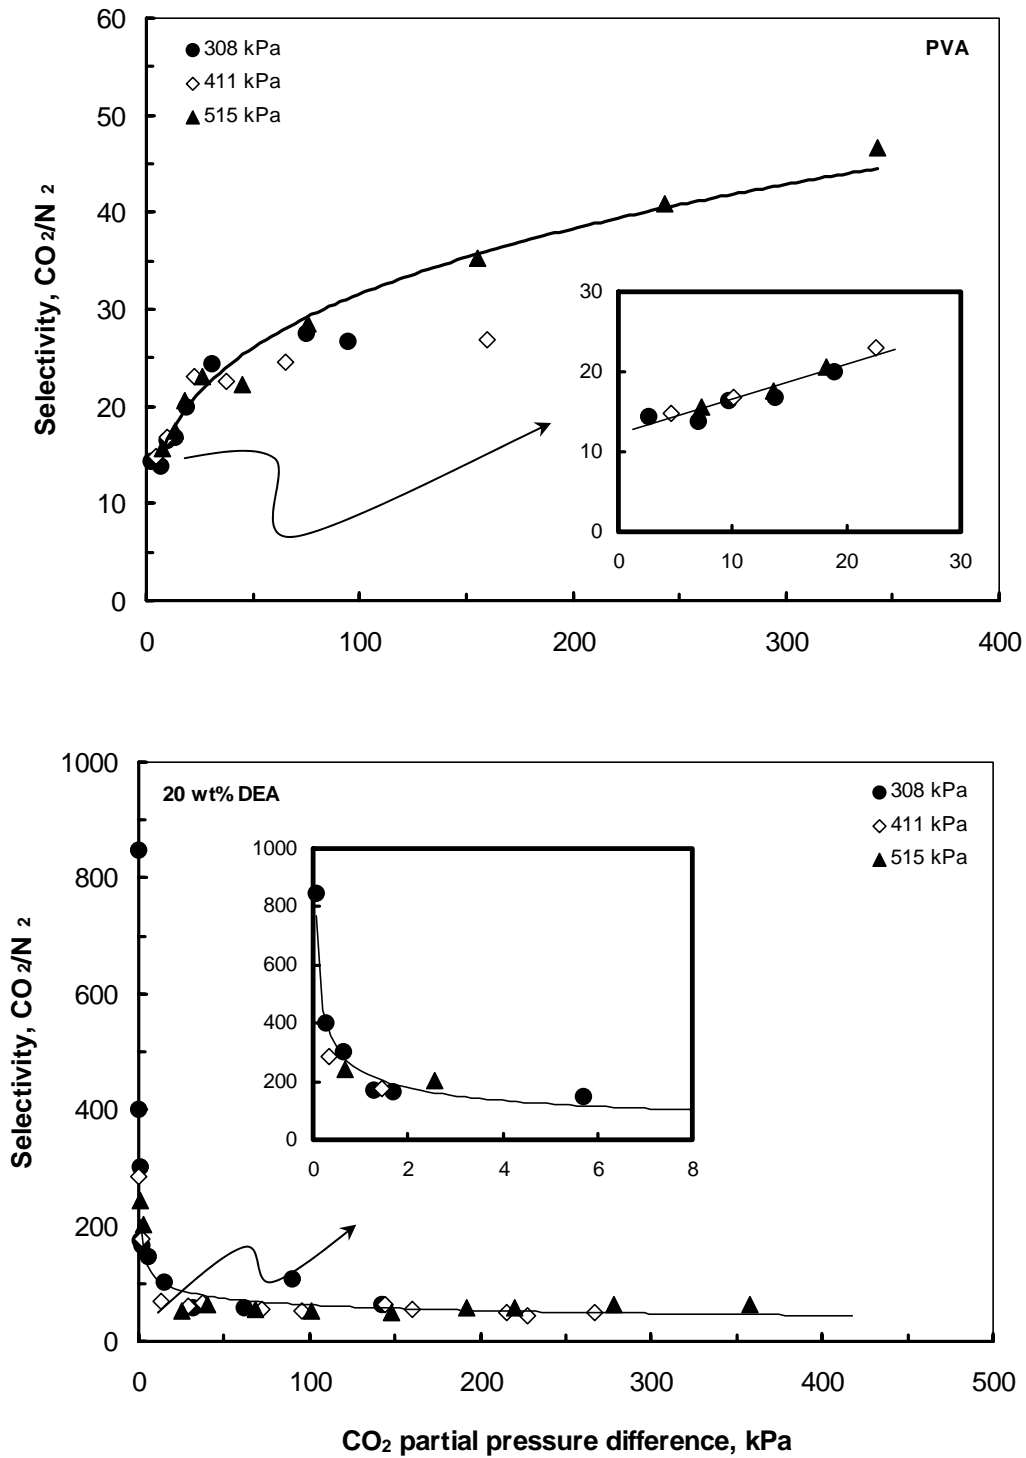 60
50
40
30
20
10
0
Selectivity, CO2/N 2
308 kPa
411 kPa
515 kPa
PVA
30
20
10
0
0 10 20 30
0 100 200 300 400
1000
800
600
400
200
0
Selectivity, CO2/N 2
20 wt% DEA
308 kPa
411 kPa
515 kPa
1000
800
600
400
200
0
0 2 4 6 8
0 100 200 300 400 500
CO2 partial pressure difference, kPa